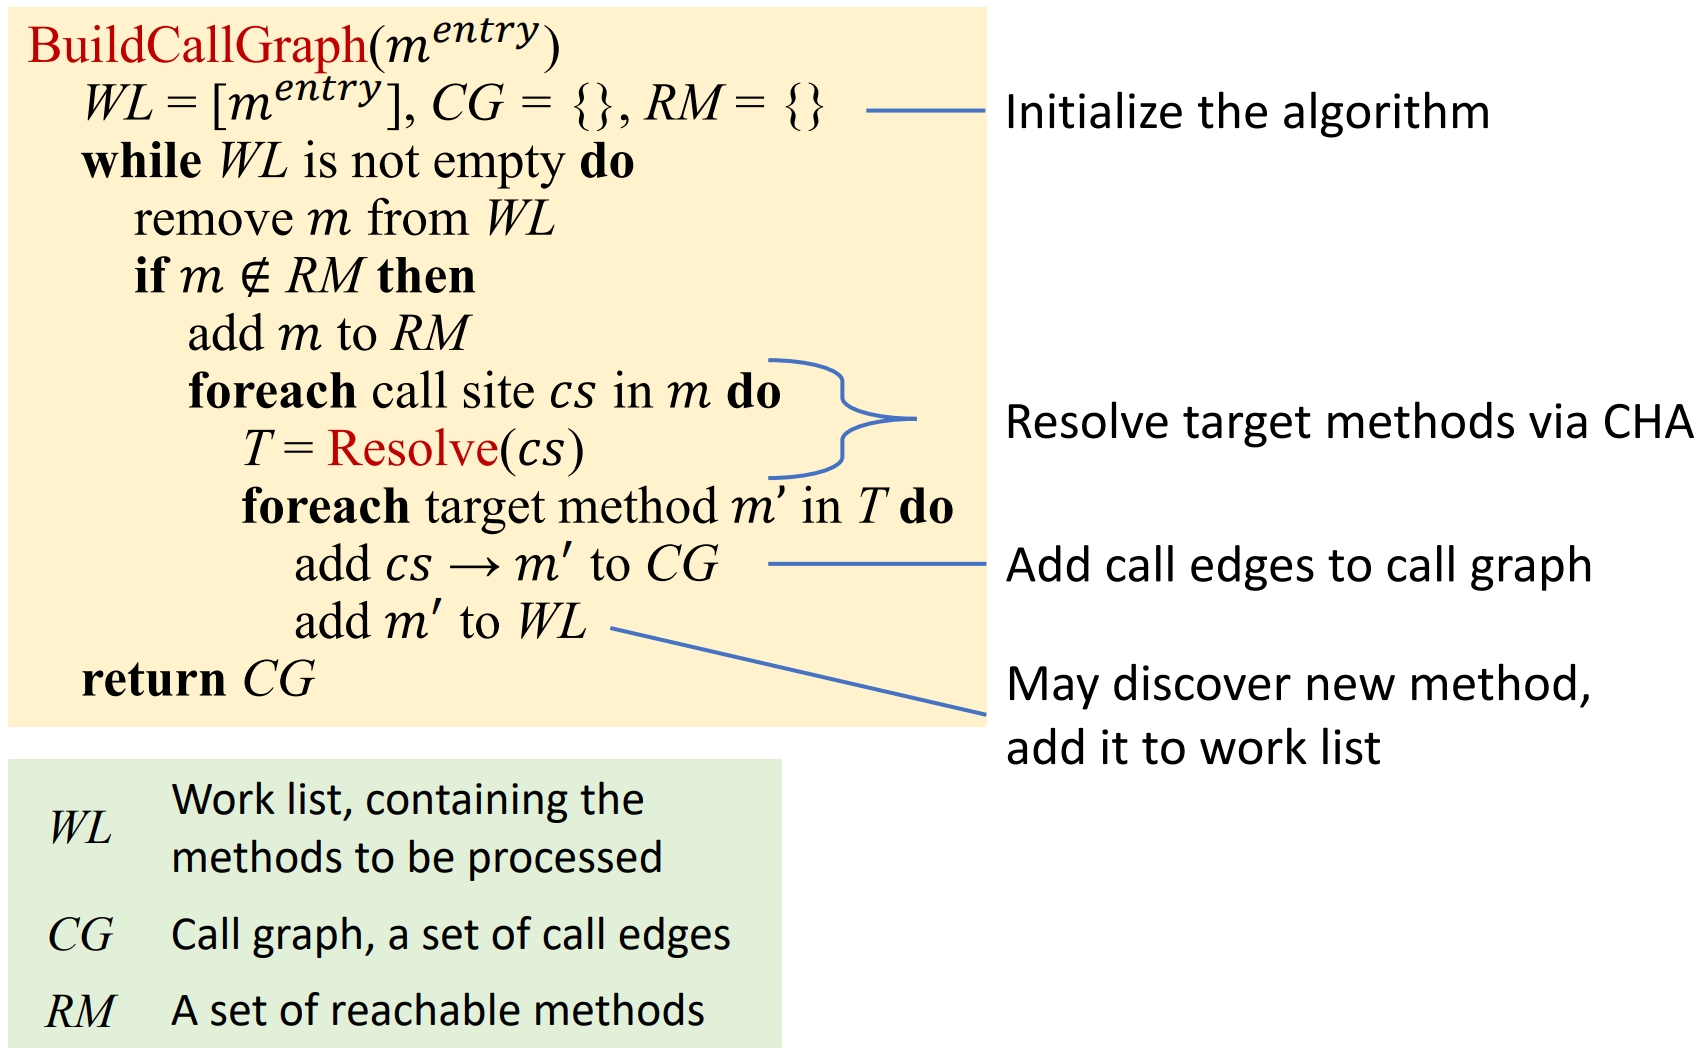 BuildCallGraph(m^entry)
WL = [m^entry], CG = {}, RM = {}
Initialize the algorithm
while WL is not empty do
remove m from WL
if m ∉ RM then
add m to RM
foreach call site cs in m do
T = Resolve(cs)
Resolve target methods via CHA
foreach target method m’ in T do
add cs → m′ to CG
Add call edges to call graph
add m′ to WL
May discover new method,
add it to work list
return CG
WL Work list, containing the
methods to be processed
CG Call graph, a set of call edges
RM A set of reachable methods